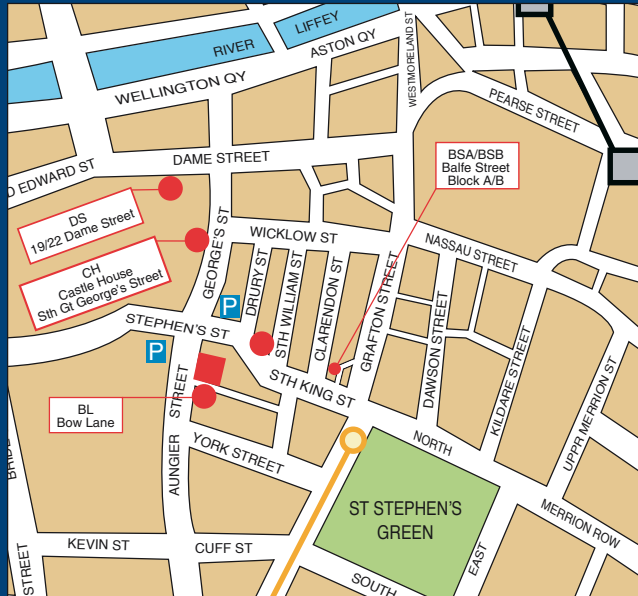 LIFFEY
RIVER
ASTON QY
WESTMORELAND ST
WELLINGTON QY
PEARSE STREET
D EDWARD ST
DAME STREET
BSA/BSB
Balfe Street
Block A/B
DS
19/22 Dame Street
GEORGE'S ST
WICKLOW ST
NASSAU STREET
CH
Castle House
Sth Gt George's Street
DRURY ST
STH WILLIAM ST
CLARENDON ST
GRAFTON STREET
DAWSON STREET
KILDARE STREET
P
STEPHEN'S ST
P
UPPR MERRION ST
STH KING ST
BL
Bow Lane
AUNGIER STREET
YORK STREET
NORTH
BRIDE
STREET
ST STEPHEN'S
GREEN
MERRION ROW
KEVIN ST
CUFF ST
EAST
SOUTH